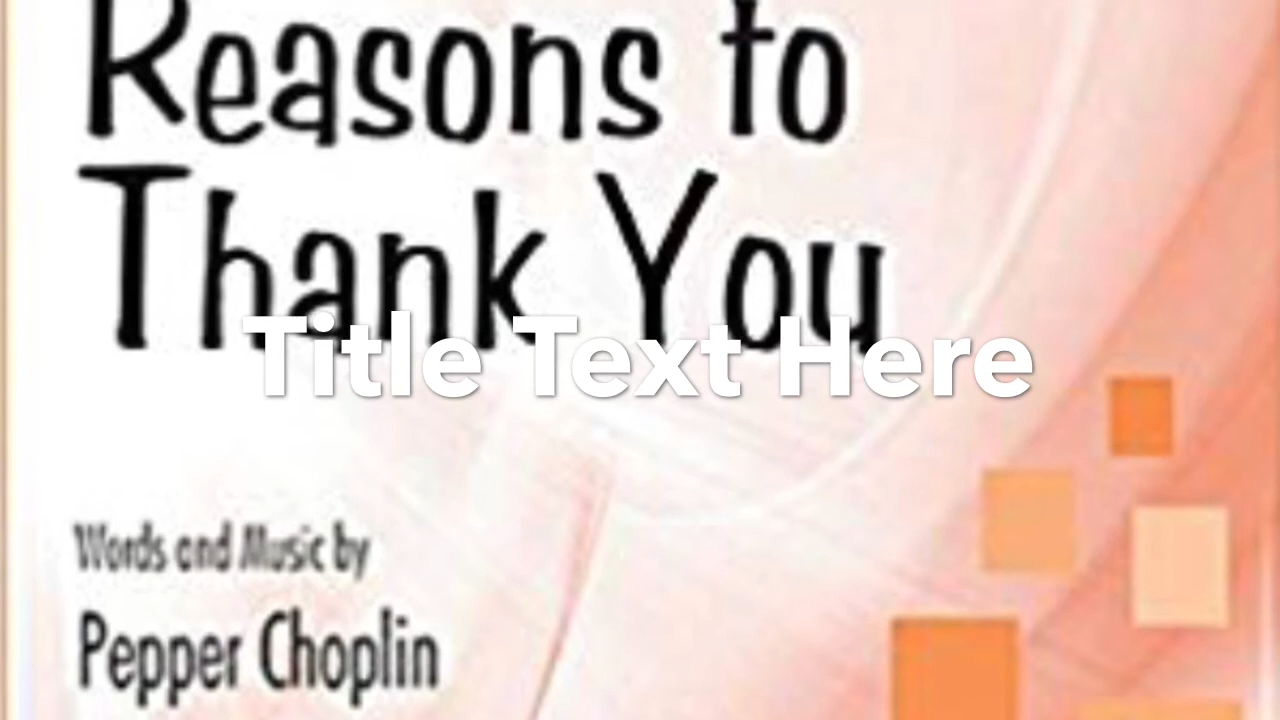 Reasons to
Thank You
Title Text Here
Words and Music by
Pepper Choplin